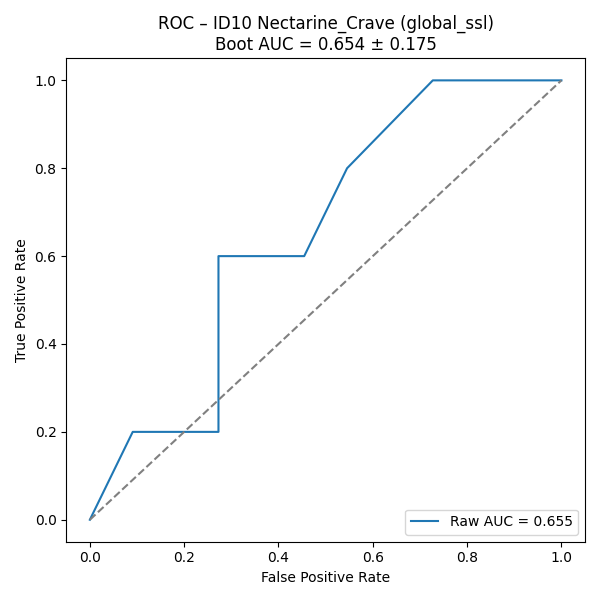 ROC – ID10 Nectarine_Crave (global_ssl)
Boot AUC = 0.654 ± 0.175
True Positive Rate
1.0
0.8
0.6
0.4
0.2
0.0
Raw AUC = 0.655
0.0 0.2 0.4 0.6 0.8 1.0
False Positive Rate